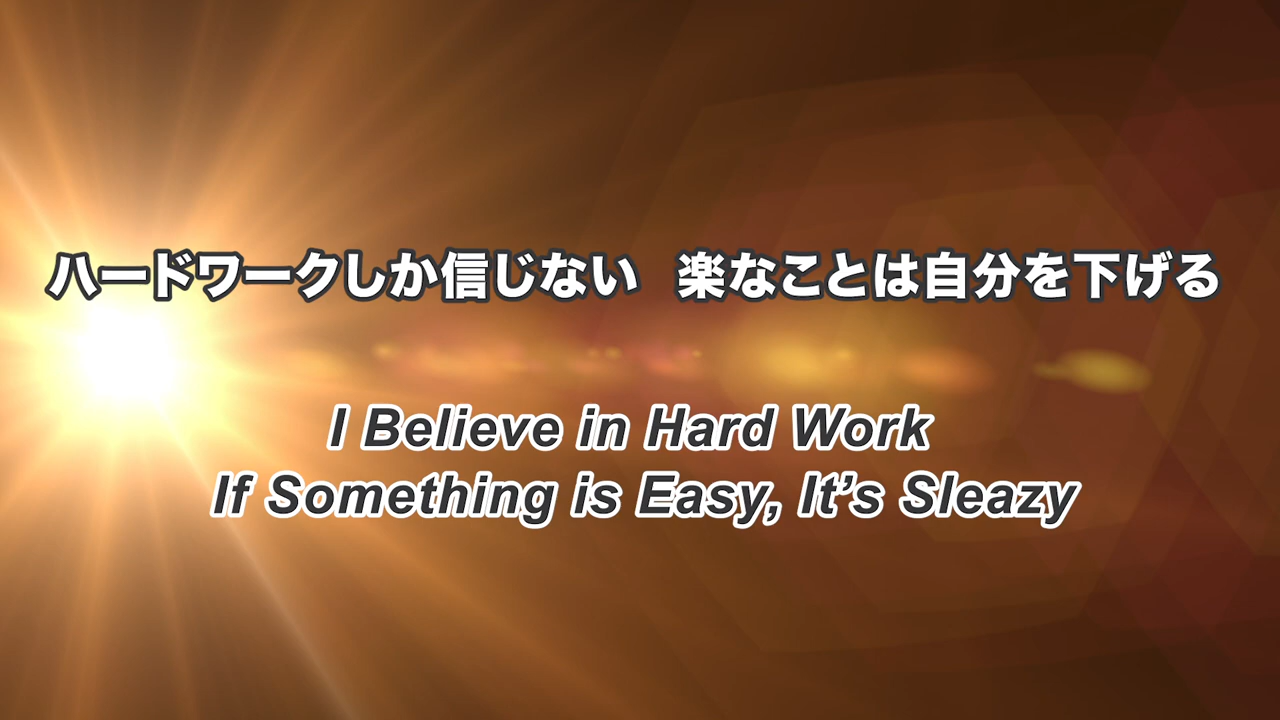 ハードワークしか信じない　楽なことは自分を下げる
I Believe in Hard Work
If Something is Easy, It’s Sleazy